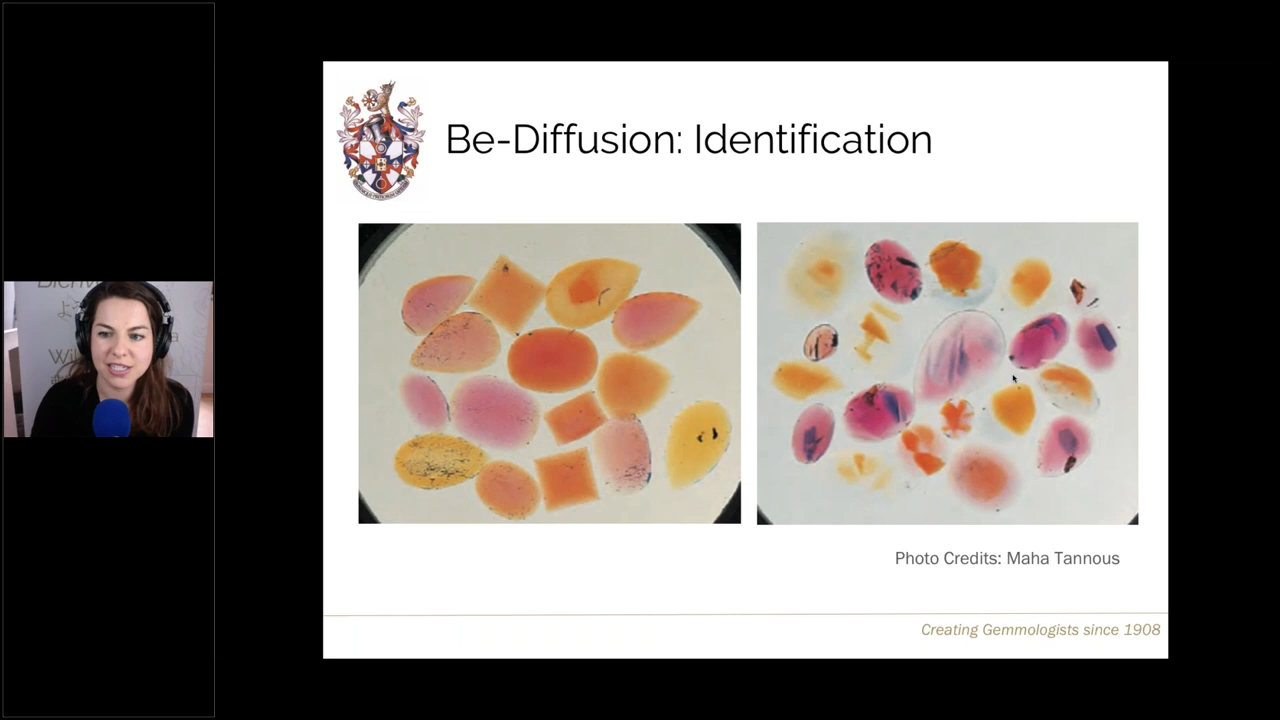 Be-Diffusion: Identification
Photo Credits: Maha Tannous
Creating Gemmologists since 1908